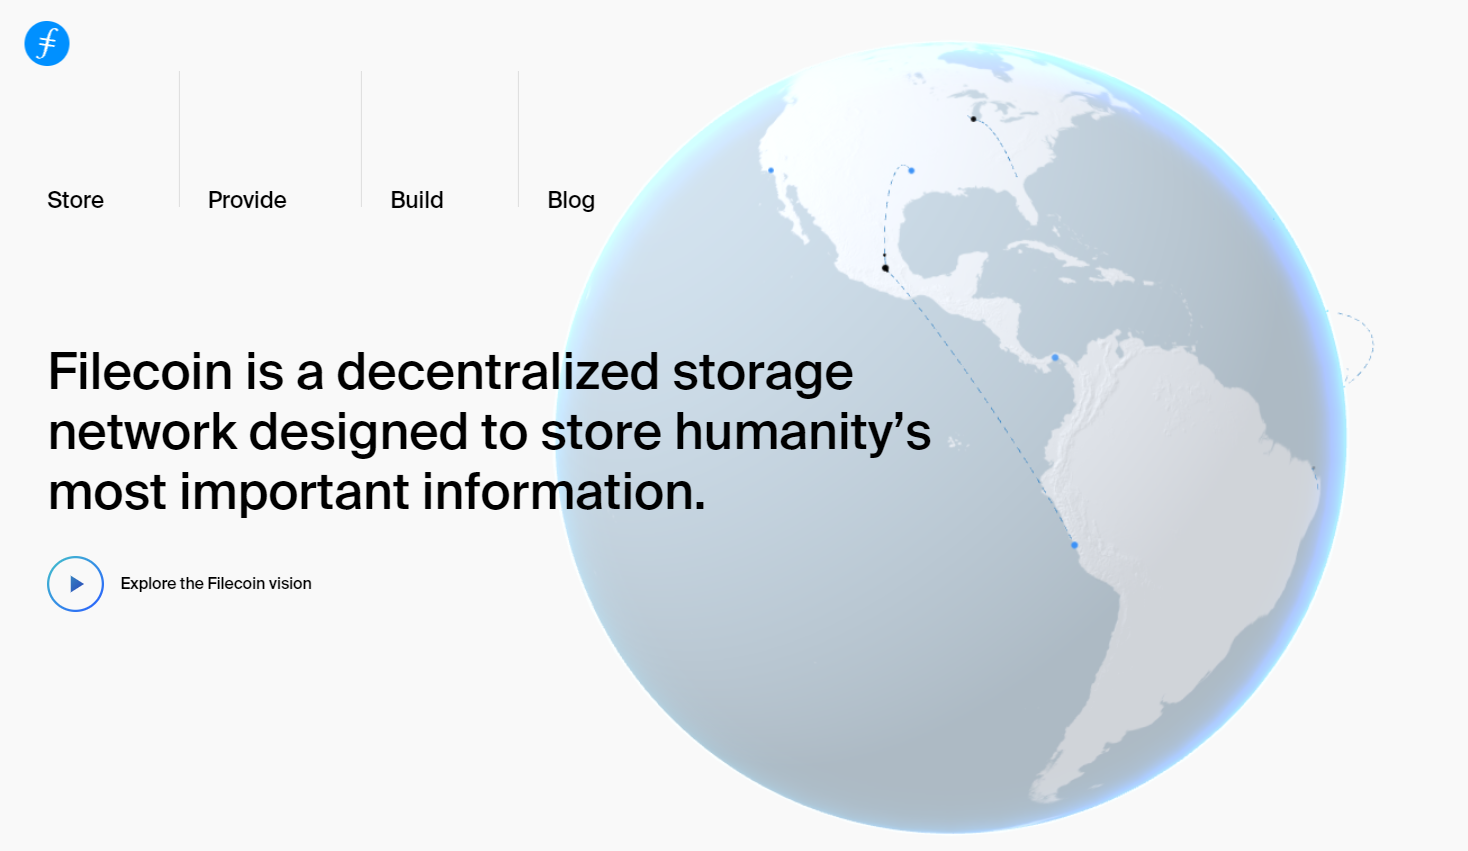 Store
Provide
Build
Blog
Filecoin is a decentralized storage
network designed to store humanity’s
most important information.
Explore the Filecoin vision